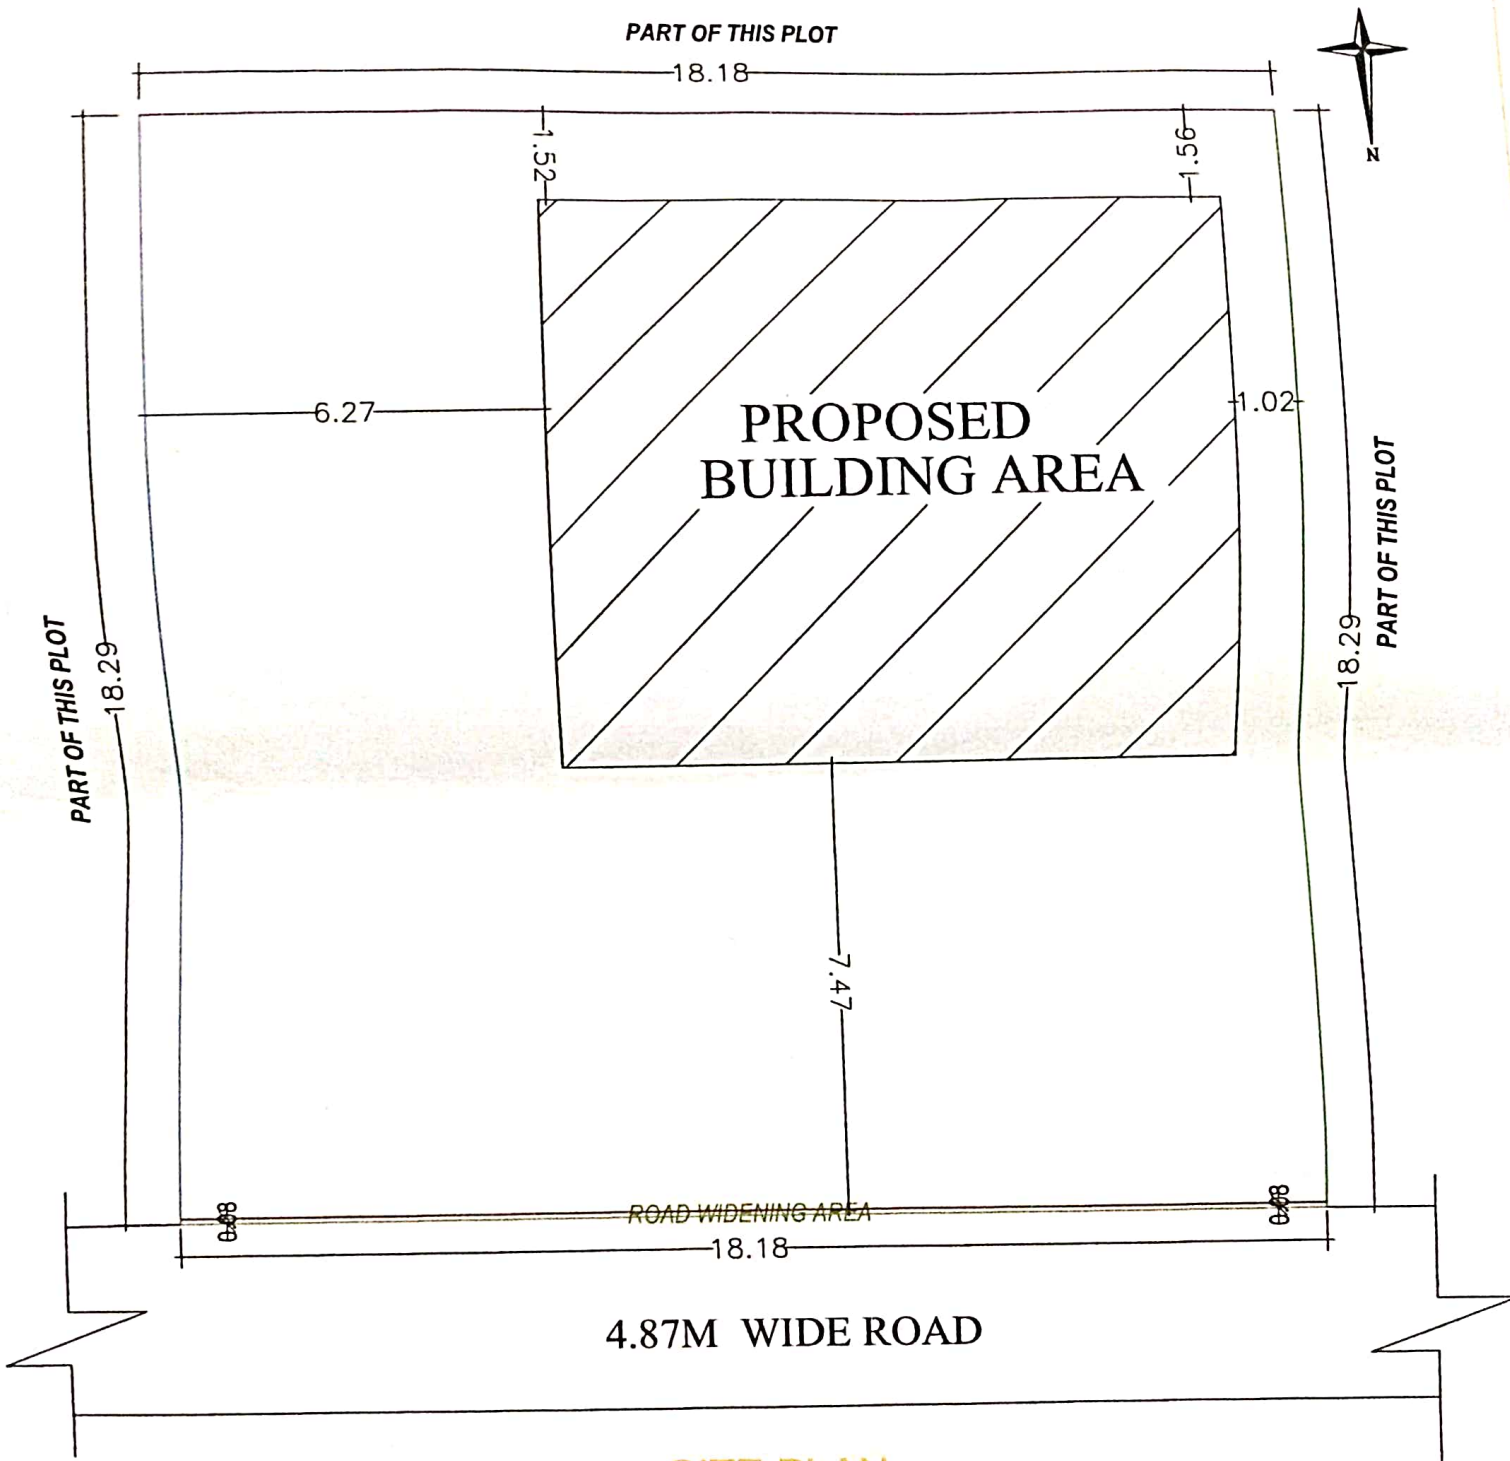 PART OF THIS PLOT
18.18
N
1.52
1.56
6.27
1.02
PROPOSED
BUILDING AREA
PART OF THIS PLOT
18.29
PART OF THIS PLOT
18.29
7.47
ROAD WIDENING AREA
18.18
4.87M WIDE ROAD
SITE PLAN